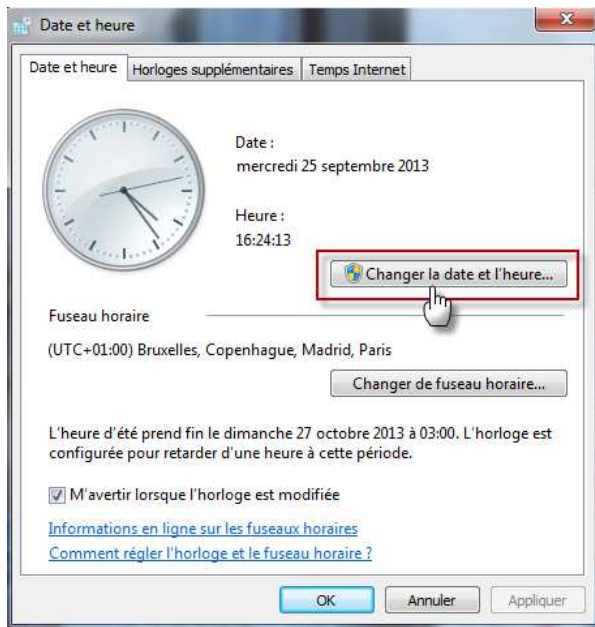 Date et heure
Date et heure Horloges supplémentaires Temps Internet
Date :
mercredi 25 septembre 2013
Heure :
16:24:13
Changer la date et l'heure...
Fuseau horaire
(UTC+01:00) Bruxelles, Copenhague, Madrid, Paris
Changer de fuseau horaire...
L'heure d'été prend fin le dimanche 27 octobre 2013 à 03:00. L'horloge est
configurée pour retarder d'une heure à cette période.
M'avertir lorsque l'horloge est modifiée
Informations en ligne sur les fuseaux horaires
Comment régler l'horloge et le fuseau horaire ?
OK Annuler Appliquer